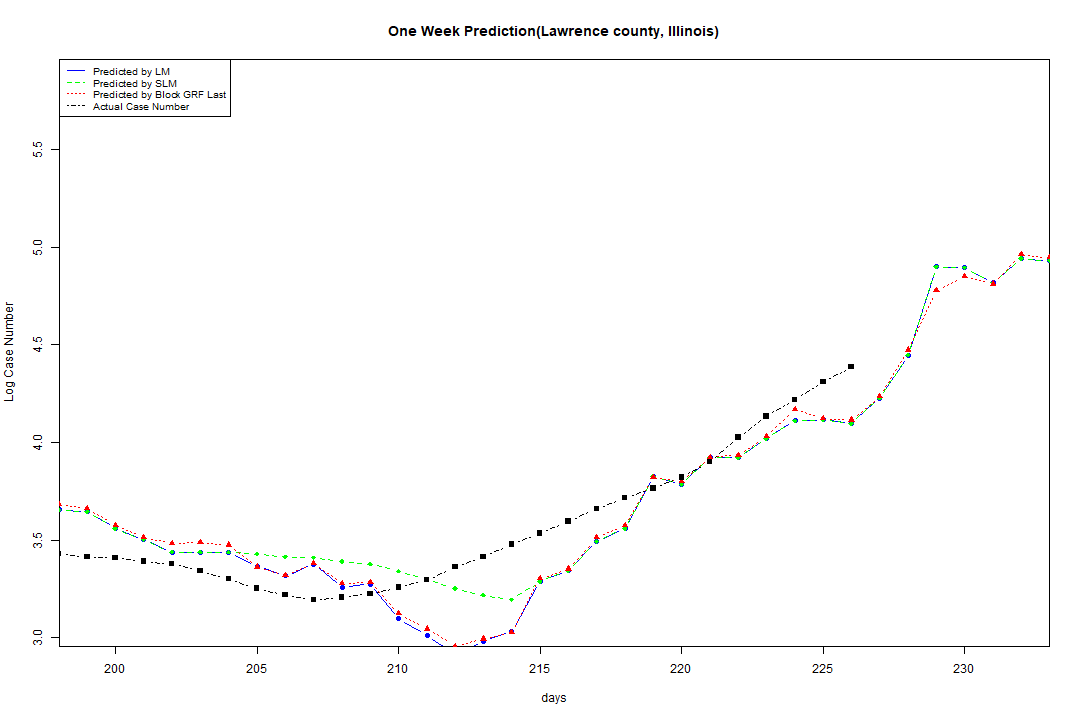 One Week Prediction(Lawrence county, Illinois)
Predicted by LM
Predicted by SLM
Predicted by Block GRF Last
Actual Case Number
5.5
5.0
4.5
4.0
3.5
3.0
Log Case Number
200 205 210 215 220 225 230
days